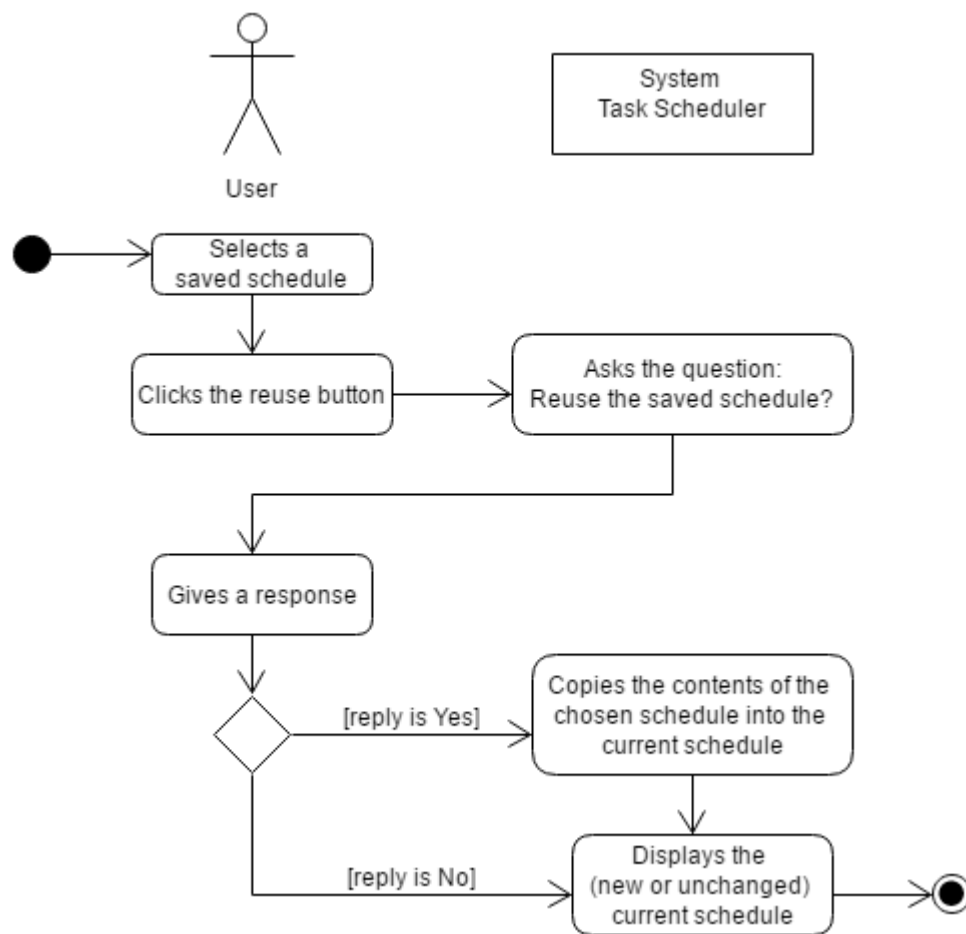 System
Task Scheduler
User
Selects a
saved schedule
Clicks the reuse button
Asks the question:
Reuse the saved schedule?
Gives a response
[reply is Yes]
Copies the contents of the
chosen schedule into the
current schedule
[reply is No]
Displays the
(new or unchanged)
current schedule